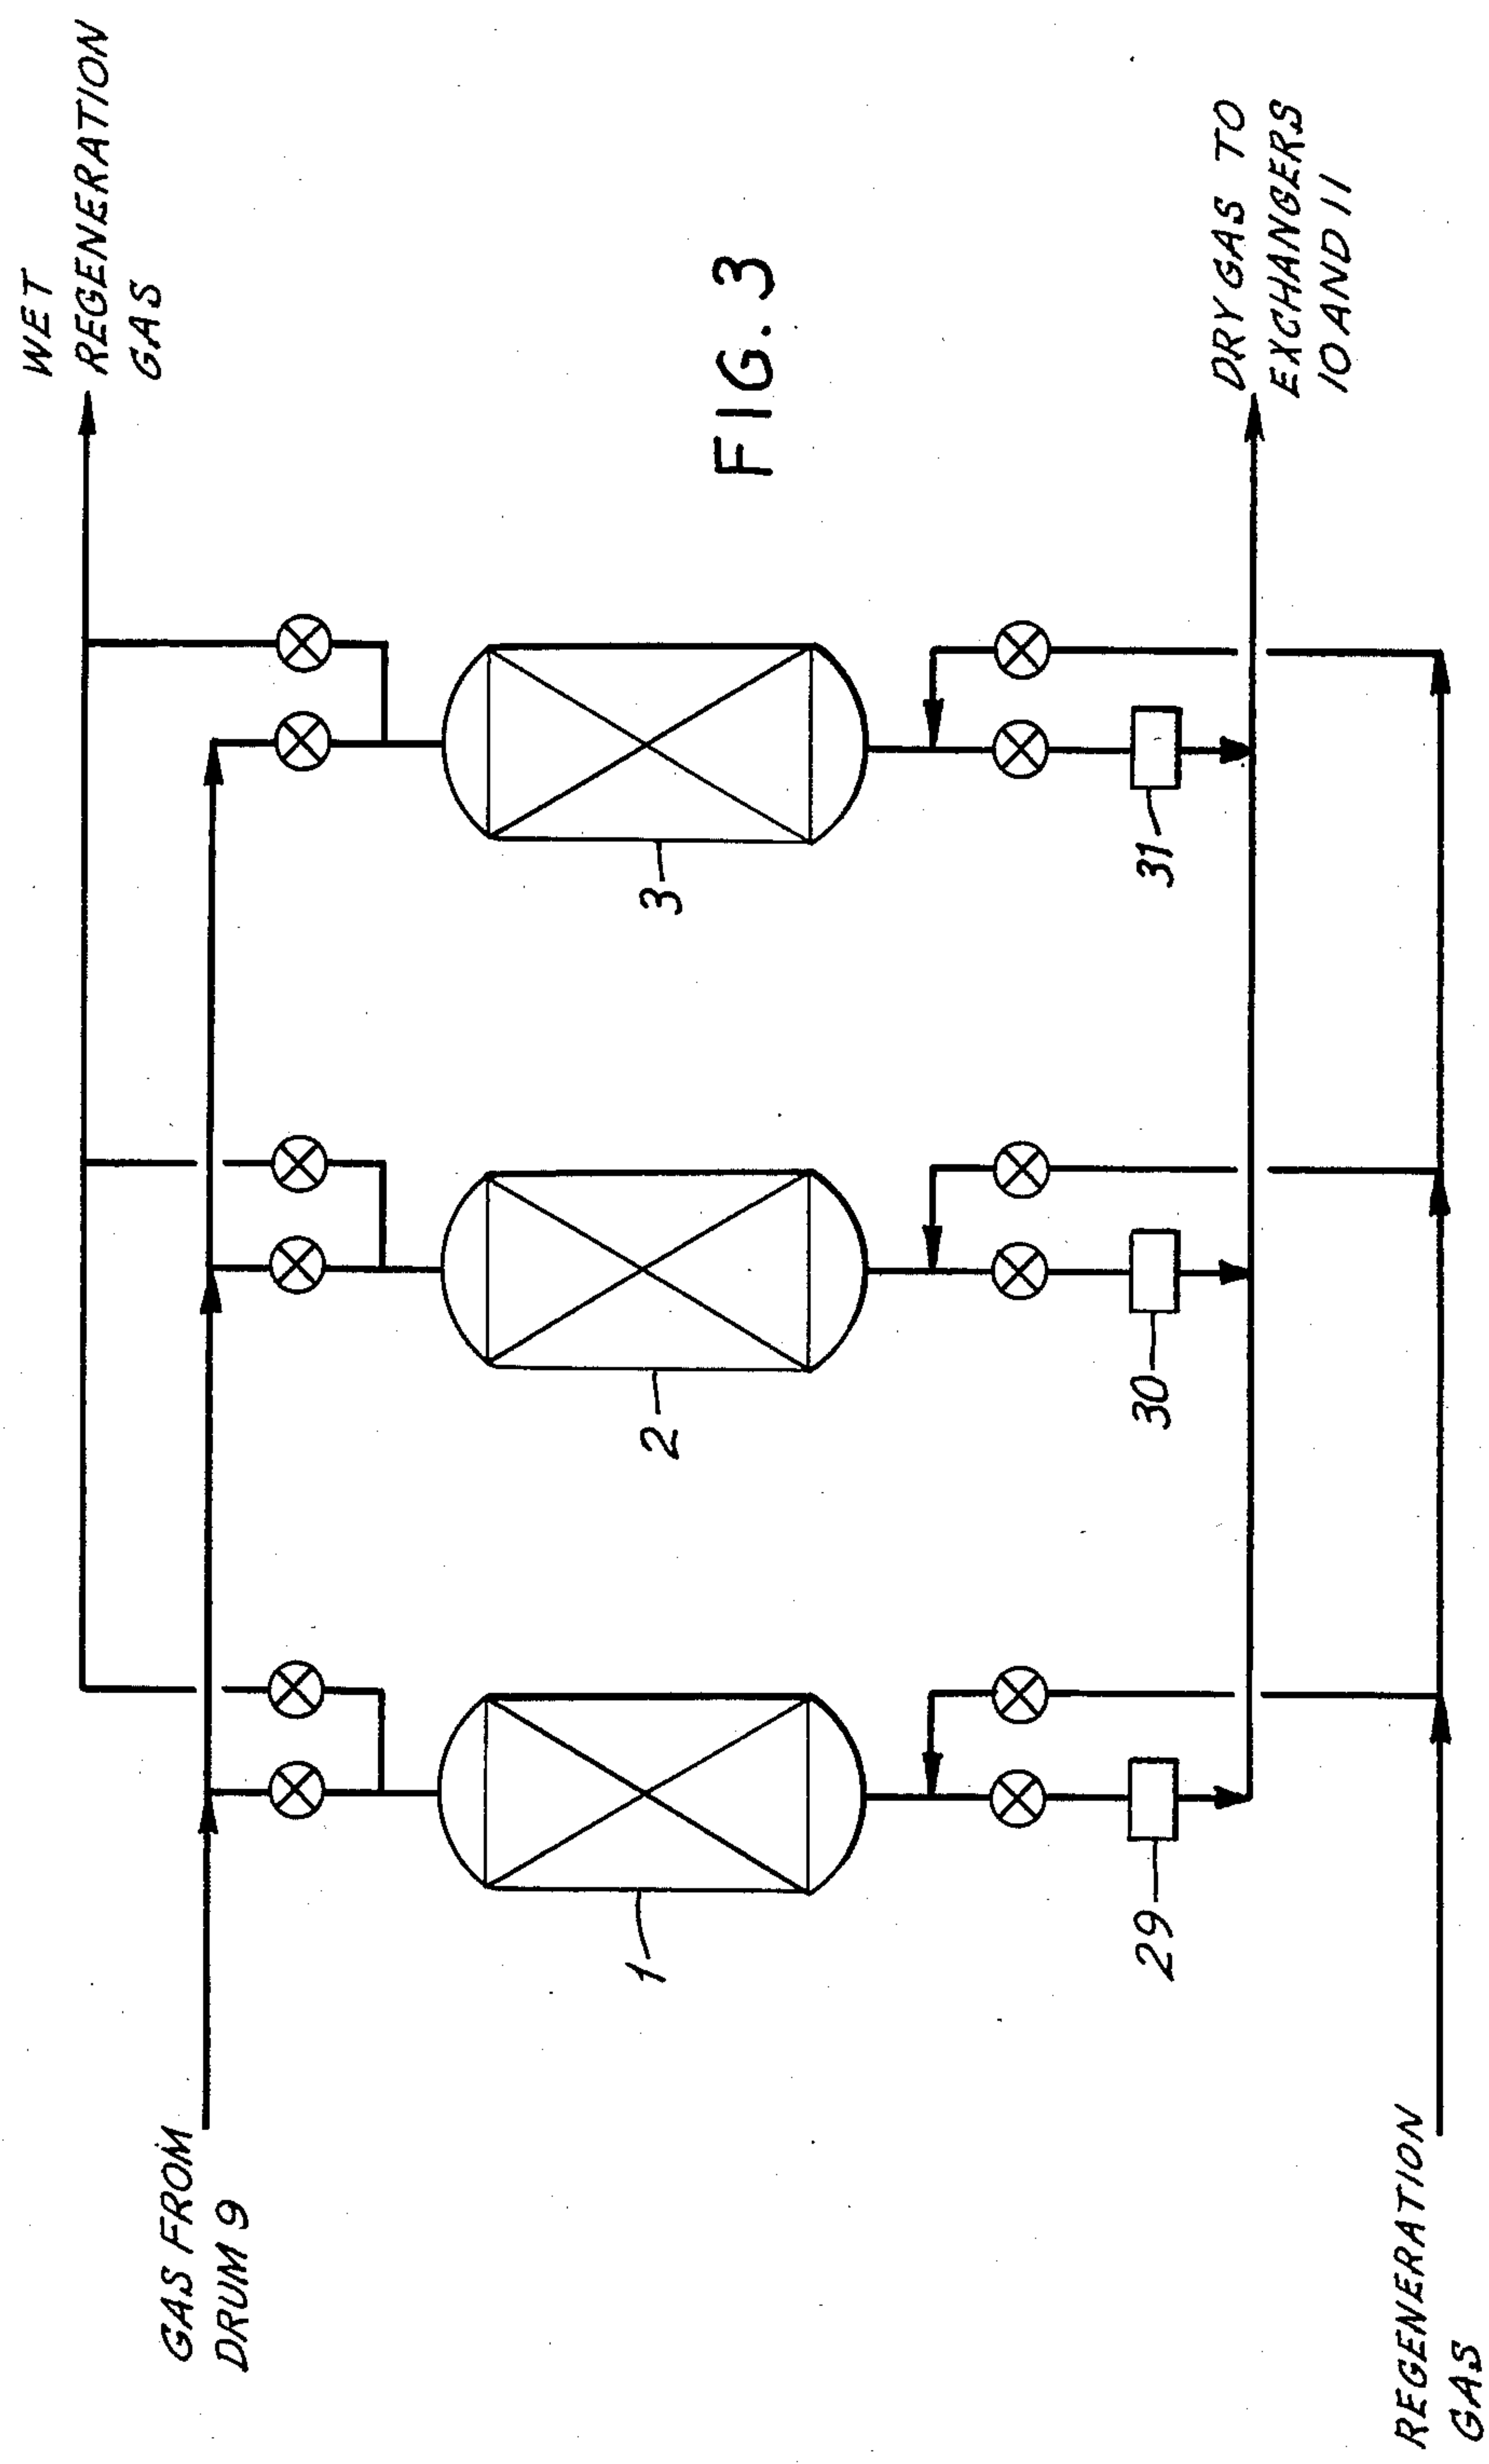 WET
REGENERATION
GAS
GAS FROM
DRUM 9
1
2
3
FIG. 3
29
30
31
DRY GAS TO
EXCHANGERS
10 AND 11
REGENERATION
GAS